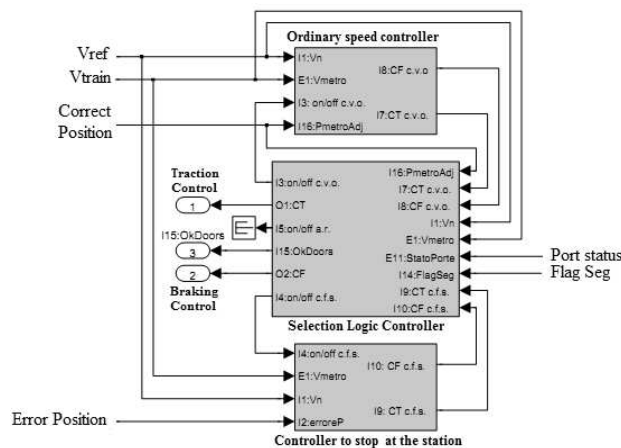 Ordinary speed controller
Vref
Vtrain
Correct
Position
I1:Vn
E1:Vmetro
I3: on/off c.v.o.
I16:PmetroAdj
I8:CF c.v.o
I7:CT c.v.o
Traction
Control
1
I15:OkDoors
3
2
Braking
Control
I3:on/off c.v.o.
O1:CT
I5:on/off a.r.
I15:OkDoors
O2:CF
I4:on/off c.f.s.
I16:PmetroAdj
I7:CT c.v.o.
I8:CF c.v.o.
I1:Vn
E1:Vmetro
E11:StatoPorte
I14:FlagSeg
I9:CT c.f.s.
I10:CF c.f.s.
Port status
Flag Seg
Selection Logic Controller
I4:on/off c.f.s.
E1:Vmetro
I1:Vn
I2:erroreP
I10: CF c.f.s.
I9: CT c.f.s.
Error Position
Controller to stop at the station